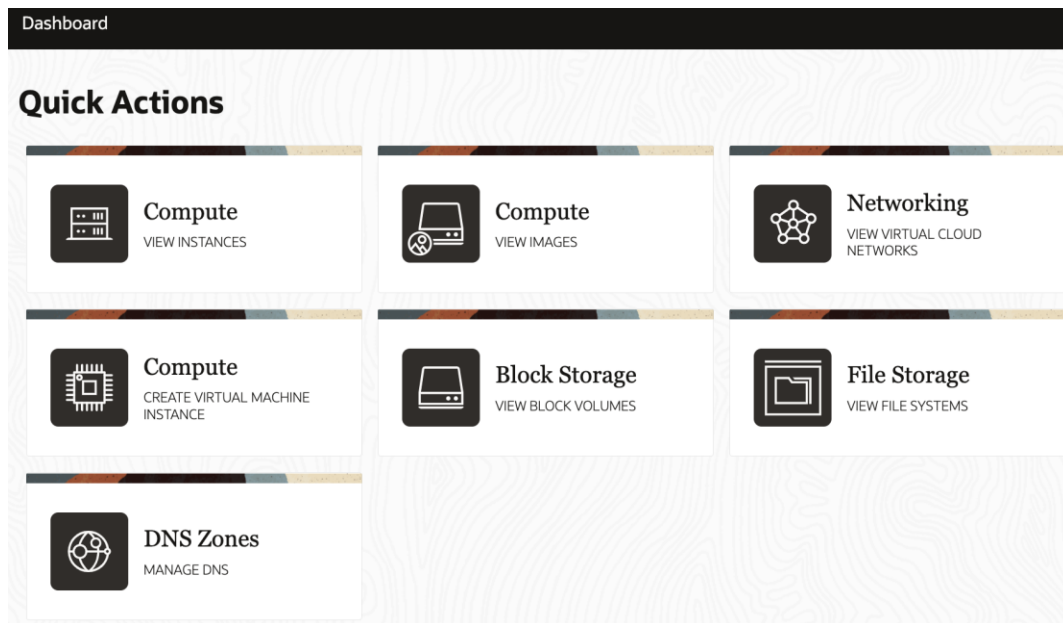 Dashboard
Quick Actions
Compute
VIEW INSTANCES
Compute
VIEW IMAGES
Networking
VIEW VIRTUAL CLOUD
NETWORKS
Compute
CREATE VIRTUAL MACHINE
INSTANCE
Block Storage
VIEW BLOCK VOLUMES
File Storage
VIEW FILE SYSTEMS
DNS Zones
MANAGE DNS